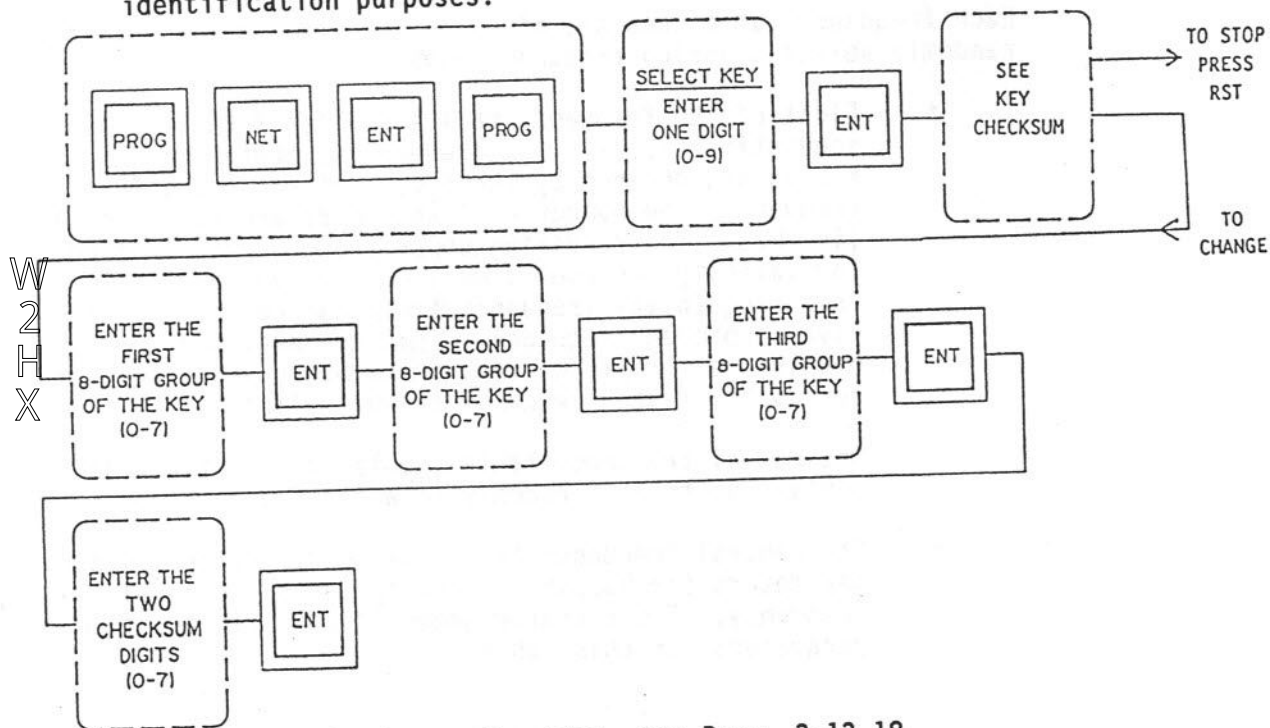 identification purposes.
PROG
NET
ENT
PROG
SELECT KEY
ENTER
ONE DIGIT
(0-9)
ENT
SEE
KEY
CHECKSUM
TO STOP
PRESS
RST
TO
CHANGE
W
2
H
X
ENTER THE
FIRST
8-DIGIT GROUP
OF THE KEY
(0-7)
ENT
ENTER THE
SECOND
8-DIGIT GROUP
OF THE KEY
(0-7)
ENT
ENTER THE
THIRD
8-DIGIT GROUP
OF THE KEY
(0-7)
ENT
ENTER THE
TWO
CHECKSUM
DIGITS
(0-7)
ENT